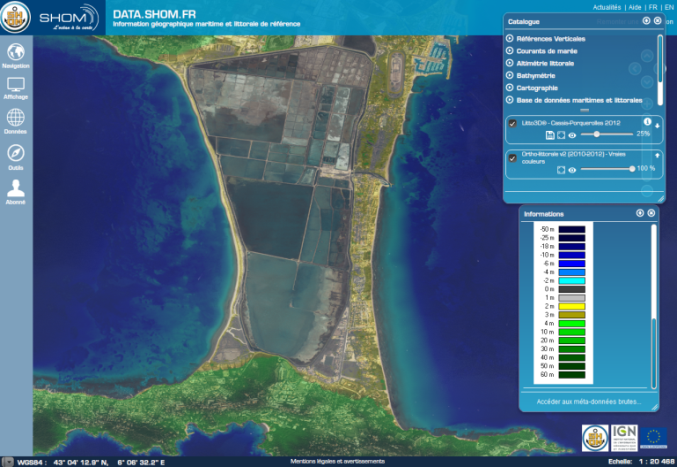 SHOM
L'océan à la carte
DATA.SHOM.FR
Information géographique maritime et littorale de référence
Actualités | Aide | FR | EN
Navigation
Affichage
Données
Outils
Abonné
Catalogue
Références Verticales
Courants de marée
Altimétrie littorale
Bathymétrie
Cartographie
Base de données maritimes et littorales
Litto3D® - Cassis-Porquerolles 2012
25%
Ortho-littorale v2 (2010-2012) - Vraies
couleurs
100 %
Informations
-50 m
-25 m
-18 m
-10 m
-6 m
-4 m
-2 m
0 m
1 m
2 m
3 m
4 m
10 m
20 m
30 m
40 m
50 m
60 m
Accéder aux méta-données brutes...
IGN
WGS84 : 43° 04' 12.9" N, 6° 06' 32.2" E
Mentions légales et avertissements
Echelle: 1 : 20 468